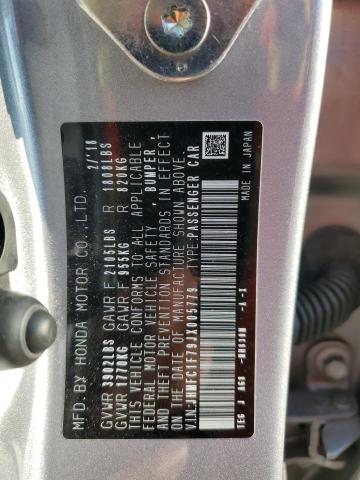 MFD.BY HONDA MOTOR CO.,LTD. 2/'18
GVWR 3902LBS GAWR F 2105LBS R 1808LBS
GVWR 1770KG GAWR F 955KG R 820KG
THIS VEHICLE CONFORMS TO ALL APPLICABLE
FEDERAL MOTOR VEHICLE SAFETY, BUMPER,
AND THEFT PREVENTION STANDARDS IN EFFECT
ON THE DATE OF MANUFACTURE SHOWN ABOVE.
V.I.N. TYPE:PASSENGER CAR
TEG J A60 -A-I
MADE IN JAPAN